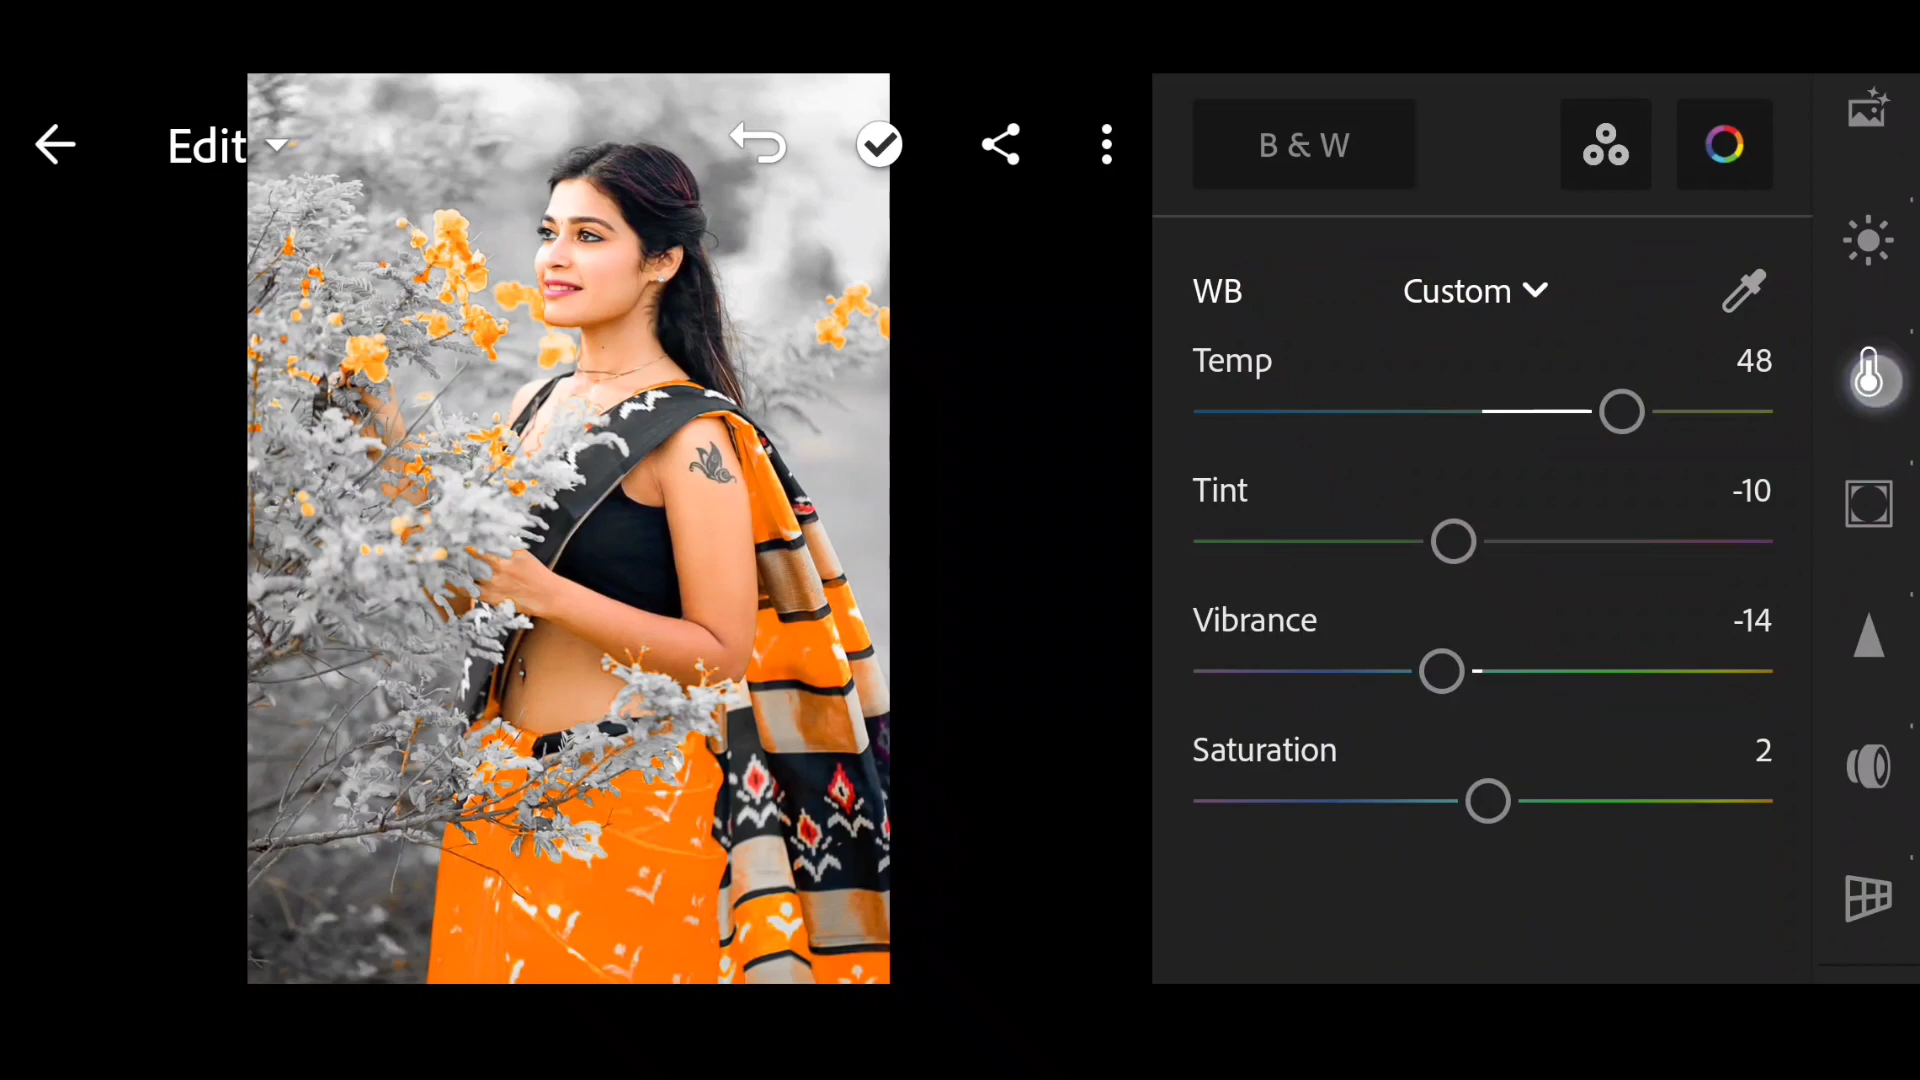 Edit
B & W
WB Custom
Temp 48
Tint -10
Vibrance -14
Saturation 2